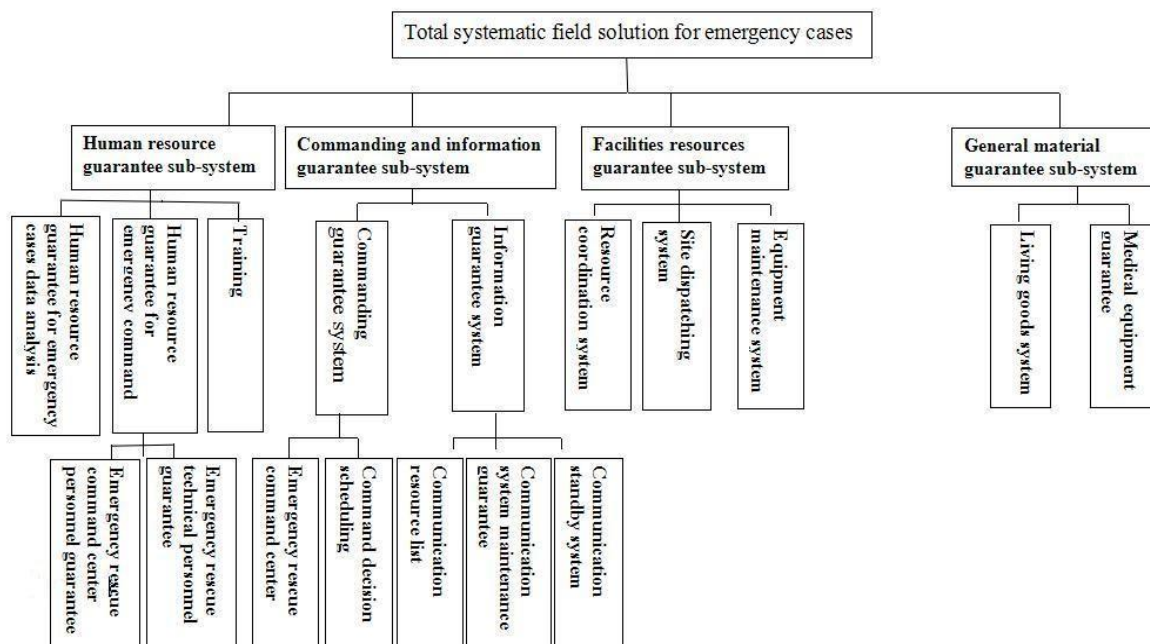 Total systematic field solution for emergency cases
Human resource
guarantee sub-system
Commanding and information
guarantee sub-system
Facilities resources
guarantee sub-system
General material
guarantee sub-system
Human resource
guarantee for emergency
cases data analysis
Human resource
guarantee for
emergency command
Training
Commanding
guarantee system
Information
guarantee system
Resource
coordination system
Site dispatching
system
Equipment
maintenance system
Living goods system
Medical equipment
guarantee
Emergency rescue
command center
personnel guarantee
Emergency rescue
technical personnel
guarantee
Emergency rescue
command center
Command decision
scheduling
Communication
resource list
Communication
system maintenance
guarantee
Communication
standby system